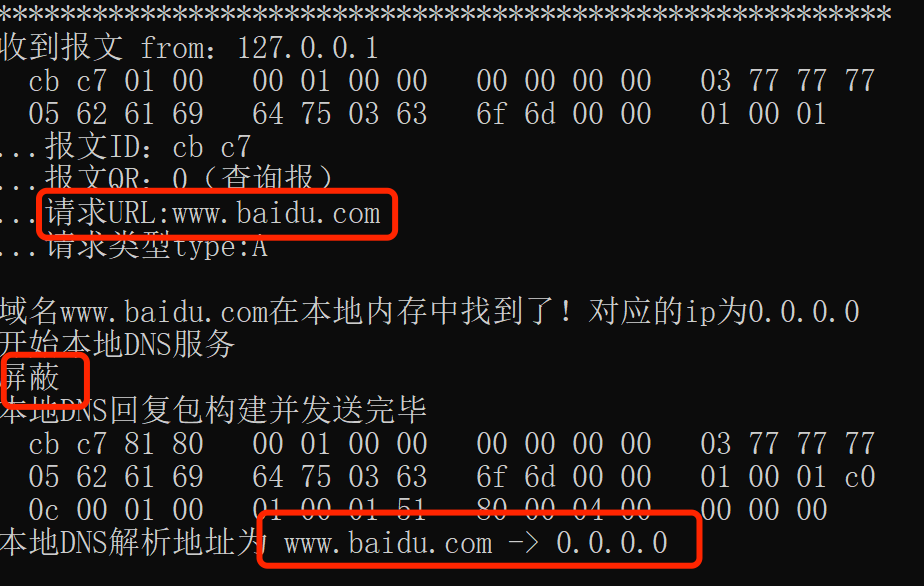 **********************************************************
收到报文 from: 127.0.0.1
cb c7 01 00 00 01 00 00 00 00 00 00 03 77 77 77
05 62 61 69 64 75 03 63 6f 6d 00 00 01 00 01
...报文ID: cb c7
...报文QR: 0（查询报）
...请求URL:www.baidu.com
...请求类型type:A
域名www.baidu.com在本地内存中找到了！对应的ip为0.0.0.0
开始本地DNS服务
屏蔽
本地DNS回复包构建并发送完毕
cb c7 81 80 00 01 00 00 00 00 00 00 03 77 77 77
05 62 61 69 64 75 03 63 6f 6d 00 00 01 00 01 c0
0c 00 01 00 01 00 01 51 80 00 04 00 00 00 00
本地DNS解析地址为 www.baidu.com -> 0.0.0.0